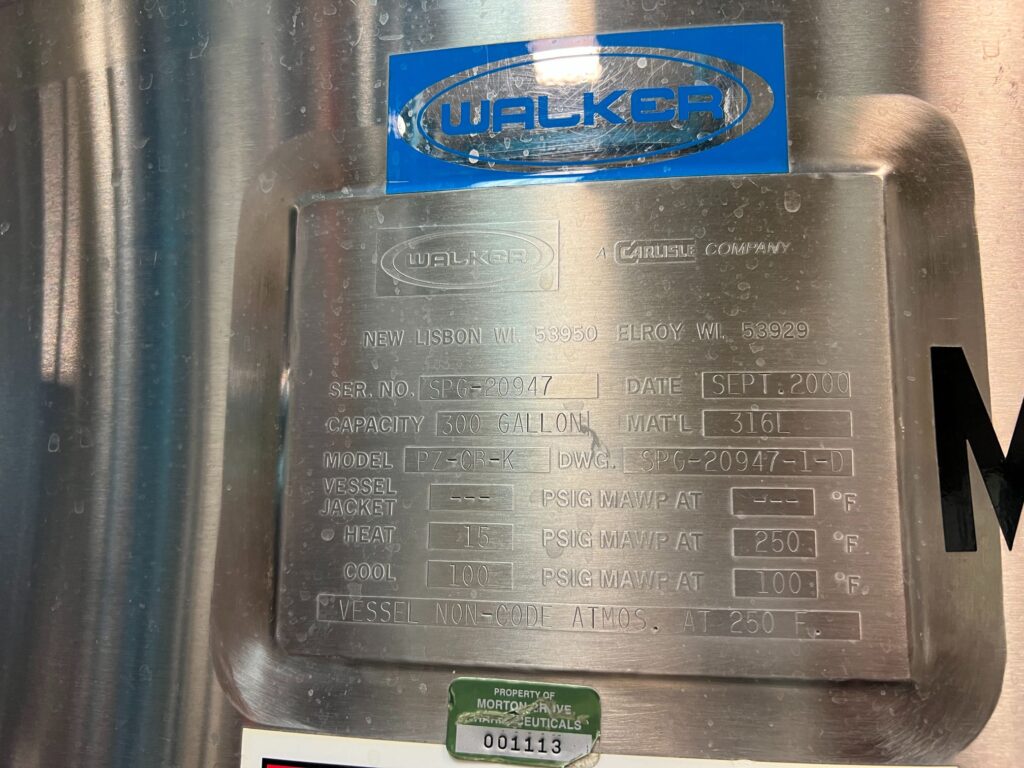 WALKER
WALKER A CARLISLE COMPANY
NEW LISBON WI. 53950 ELROY WI. 53929
SER. NO. SPG-20947 DATE SEPT.2000
CAPACITY 300 GALLON MAT'L 316L
MODEL PZ-CB-K DWG. SPG-20947-1-D
VESSEL
JACKET --- PSIG MAWP AT --- °F
HEAT 15 PSIG MAWP AT 250 °F
COOL 100 PSIG MAWP AT 100 °F
VESSEL NON-CODE ATMOS. AT 250 F.
M
PROPERTY OF
MORTON GROVE
001113